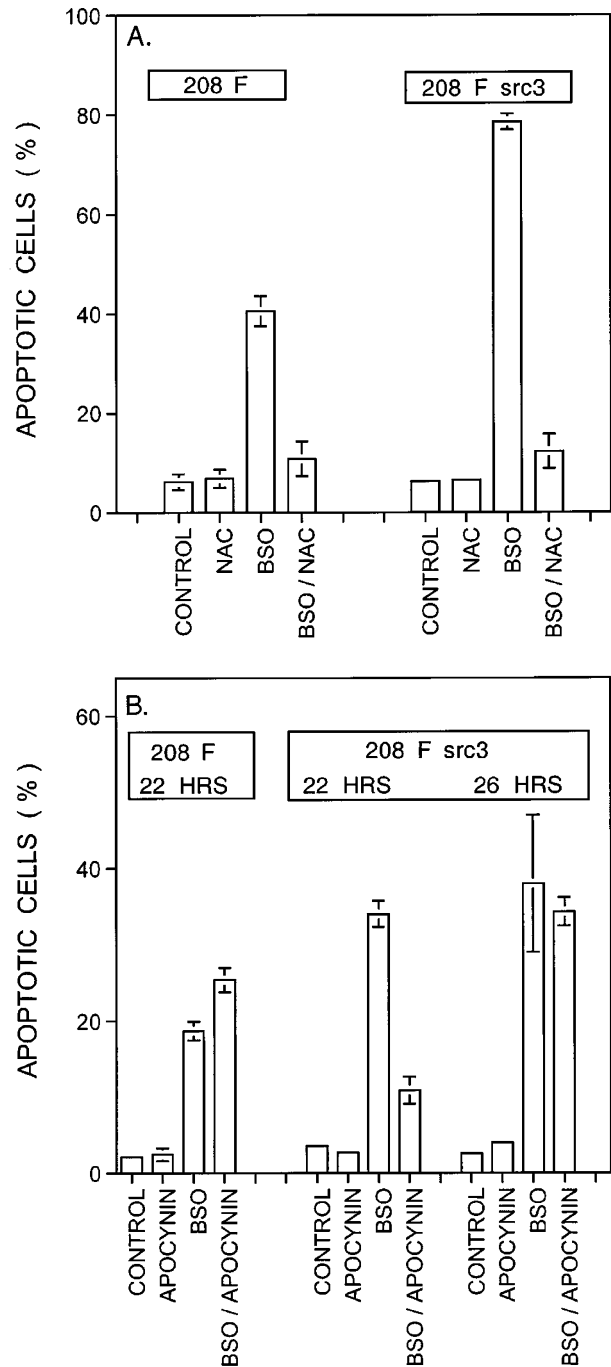 A.
208 F
208 F src3
APOPTOTIC CELLS (%)
100
80
60
40
20
0
CONTROL
NAC
BSO
BSO / NAC
CONTROL
NAC
BSO
BSO / NAC
B.
208 F
22 HRS
208 F src3
22 HRS 26 HRS
APOPTOTIC CELLS (%)
60
40
20
0
CONTROL
APOCYNIN
BSO
BSO / APOCYNIN
CONTROL
APOCYNIN
BSO
BSO / APOCYNIN
CONTROL
APOCYNIN
BSO
BSO / APOCYNIN